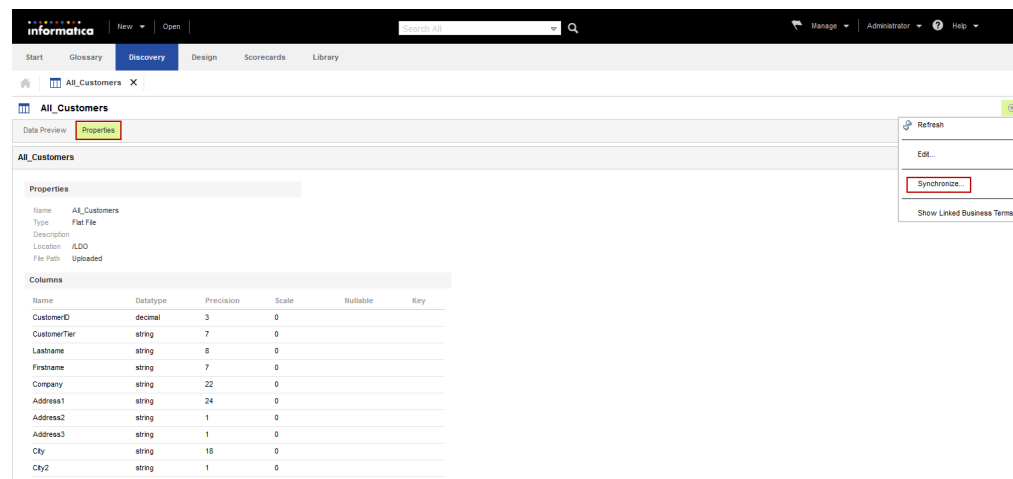 informatica New Open Search All Manage Administrator ? Help
Start Glossary Discovery Design Scorecards Library
All_Customers X
All_Customers
Data Preview Properties
Refresh
Edit...
Synchronize...
Show Linked Business Terms
All_Customers
Properties
Name All_Customers
Type Flat File
Description
Location /LDO
File Path Uploaded
Columns
Name Datatype Precision Scale Nullable Key
CustomerID decimal 3 0
CustomerTier string 7 0
Lastname string 8 0
Firstname string 7 0
Company string 22 0
Address1 string 24 0
Address2 string 1 0
Address3 string 1 0
City string 18 0
City2 string 1 0